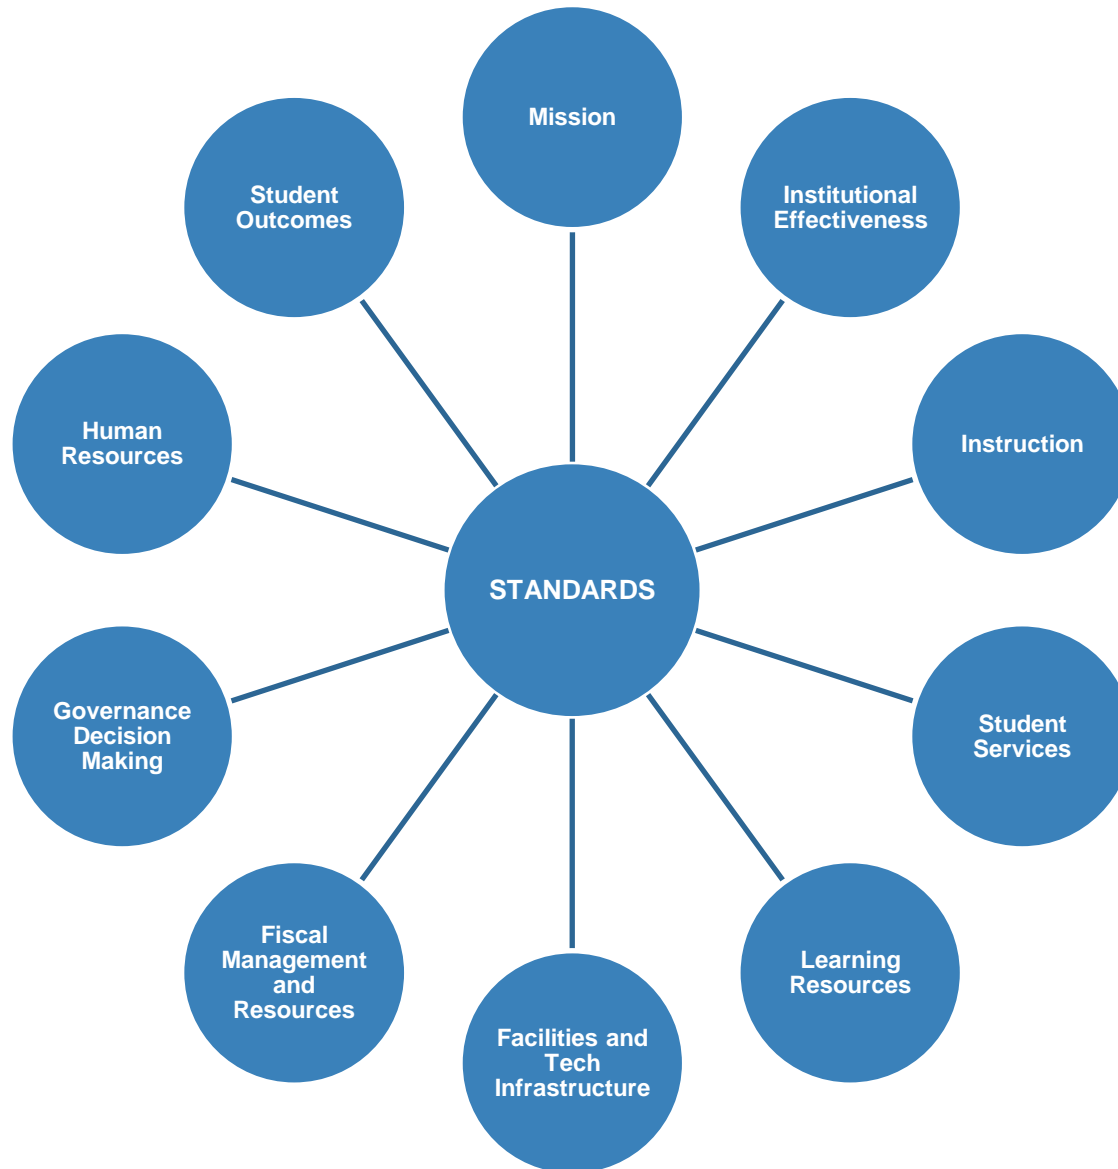 Mission
Institutional
Effectiveness
Instruction
Student
Services
Learning
Resources
Facilities and
Tech
Infrastructure
Fiscal
Management
and
Resources
Governance
Decision
Making
Human
Resources
Student
Outcomes
STANDARDS